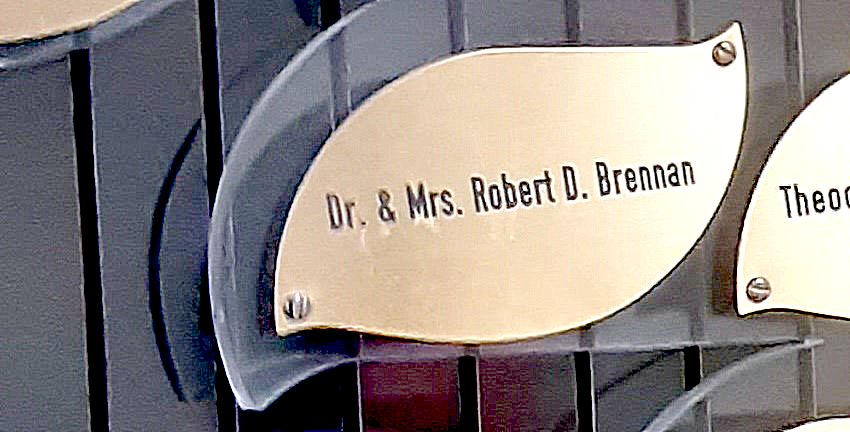 Dr. & Mrs. Robert D. Brennan